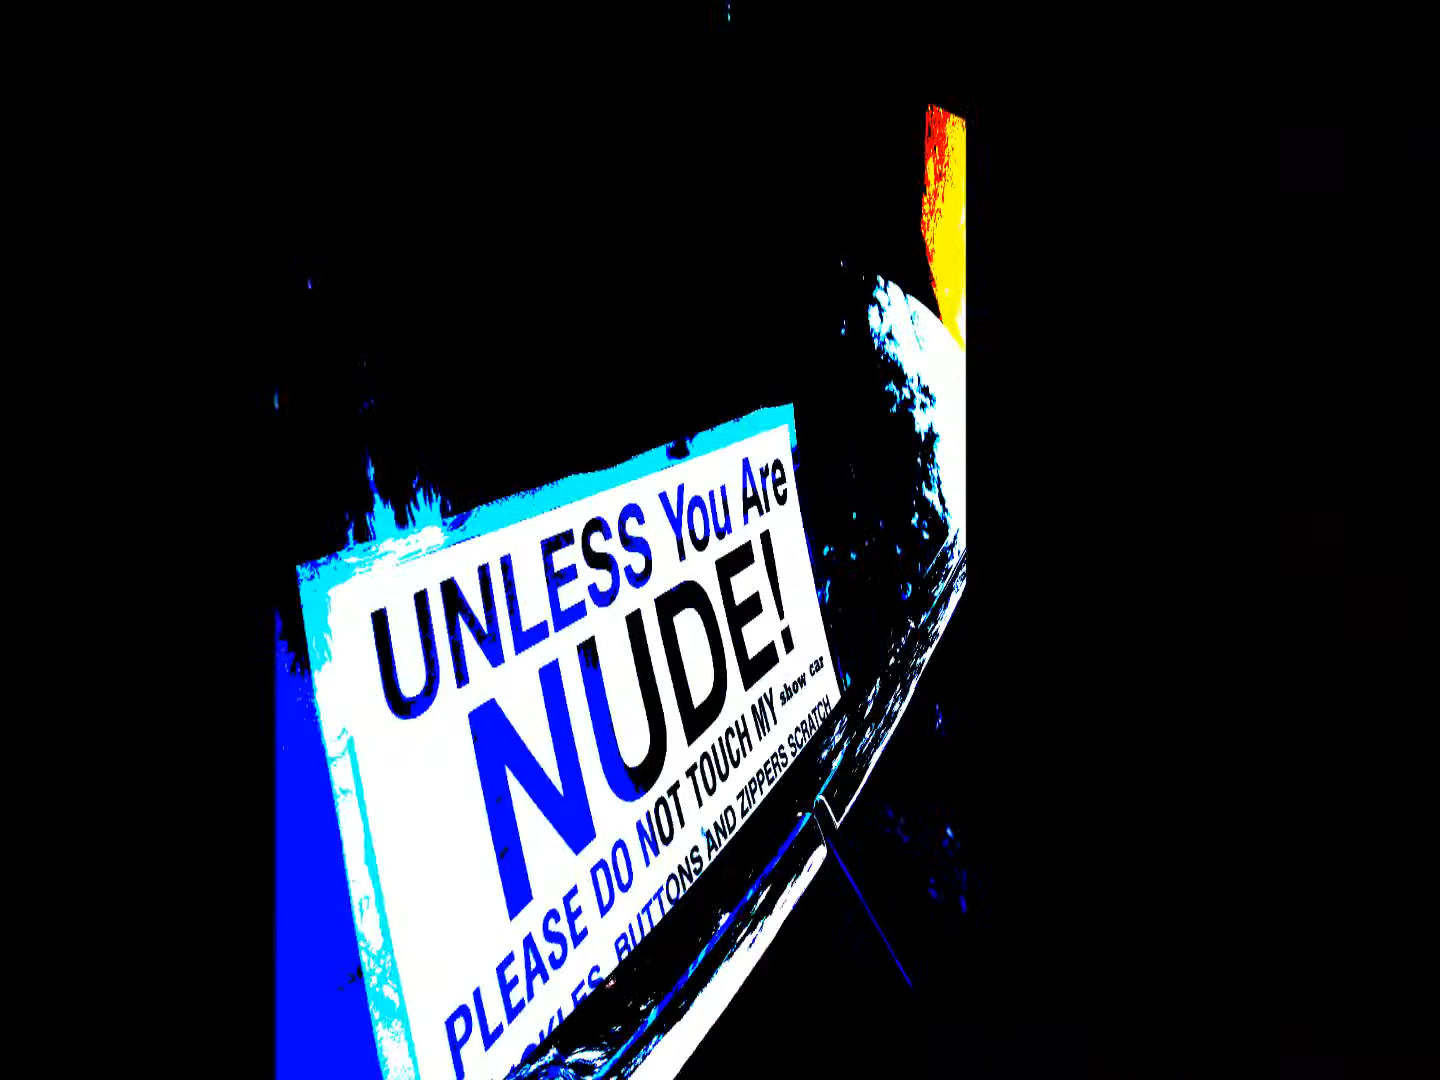 UNLESS You Are
NUDE!
PLEASE DO NOT TOUCH MY show car
BUTTONS AND ZIPPERS SCRATCH